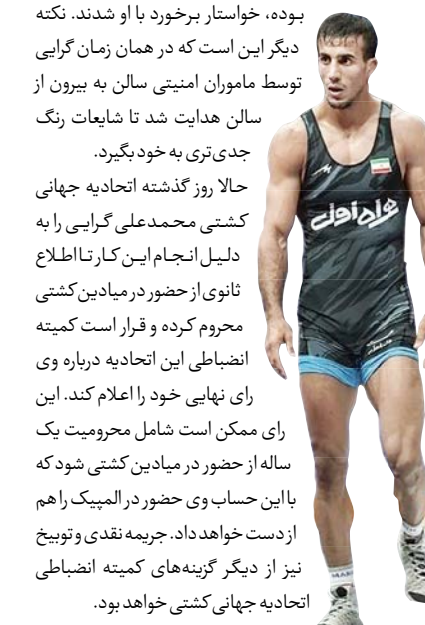 بوده، خواستار برخورد با او شدند. نکته
دیگر این است که در همان زمان گرایی
توسط ماموران امنیتی سالن به بیرون از
سالن هدایت شد تا شایعات رنگ
جدی‌تری به خود بگیرد.
حالا روز گذشته اتحادیه جهانی
کشتی محمدعلی گرایی را به
دلیل انجام این کار تا اطلاع
ثانوی از حضور در میادین کشتی
محروم کرده و قرار است کمیته
انضباطی این اتحادیه درباره وی
رای نهایی خود را اعلام کند. این
رای ممکن است شامل محرومیت یک
ساله از حضور در میادین کشتی شود که
با این حساب وی حضور در المپیک را هم
از دست خواهد داد. جریمه نقدی و توبیخ
نیز از دیگر گزینه‌های کمیته انضباطی
اتحادیه جهانی کشتی خواهد بود.
همراه اول